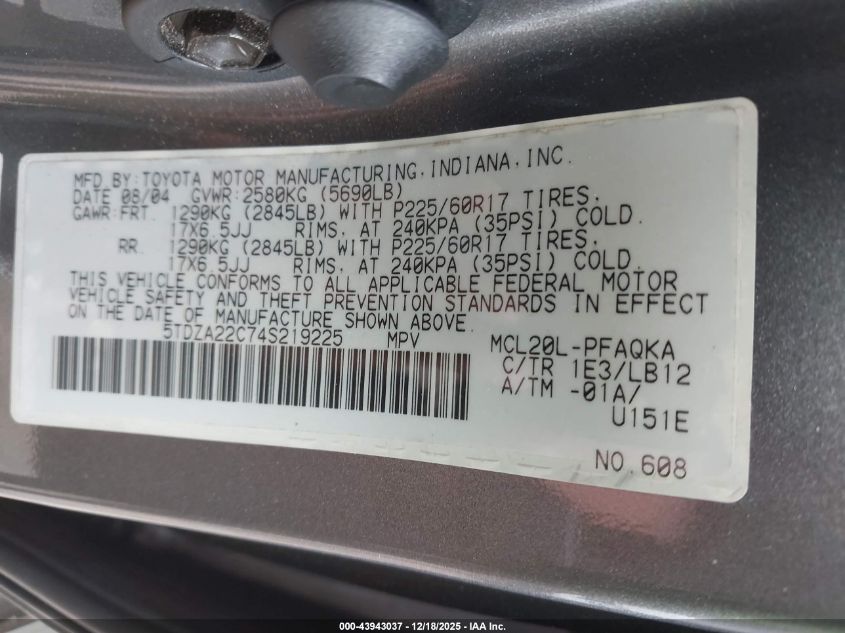 MFD.BY:TOYOTA MOTOR MANUFACTURING,INDIANA,INC.
DATE 08/04 GVWR:2580KG (5690LB)
GAWR:FRT. 1290KG (2845LB) WITH P225/60R17 TIRES,
17X6.5JJ RIMS, AT 240KPA (35PSI) COLD.
RR. 1290KG (2845LB) WITH P225/60R17 TIRES,
17X6.5JJ RIMS, AT 240KPA (35PSI) COLD.
THIS VEHICLE CONFORMS TO ALL APPLICABLE FEDERAL MOTOR
VEHICLE SAFETY AND THEFT PREVENTION STANDARDS IN EFFECT
ON THE DATE OF MANUFACTURE SHOWN ABOVE.
5TDZA22C74S219225 MPV MCL20L-PFAQKA
C/TR 1E3/LB12
A/TM -01A/
U151E
NO.608
000-43943037 - 12/18/2025 - IAA Inc.